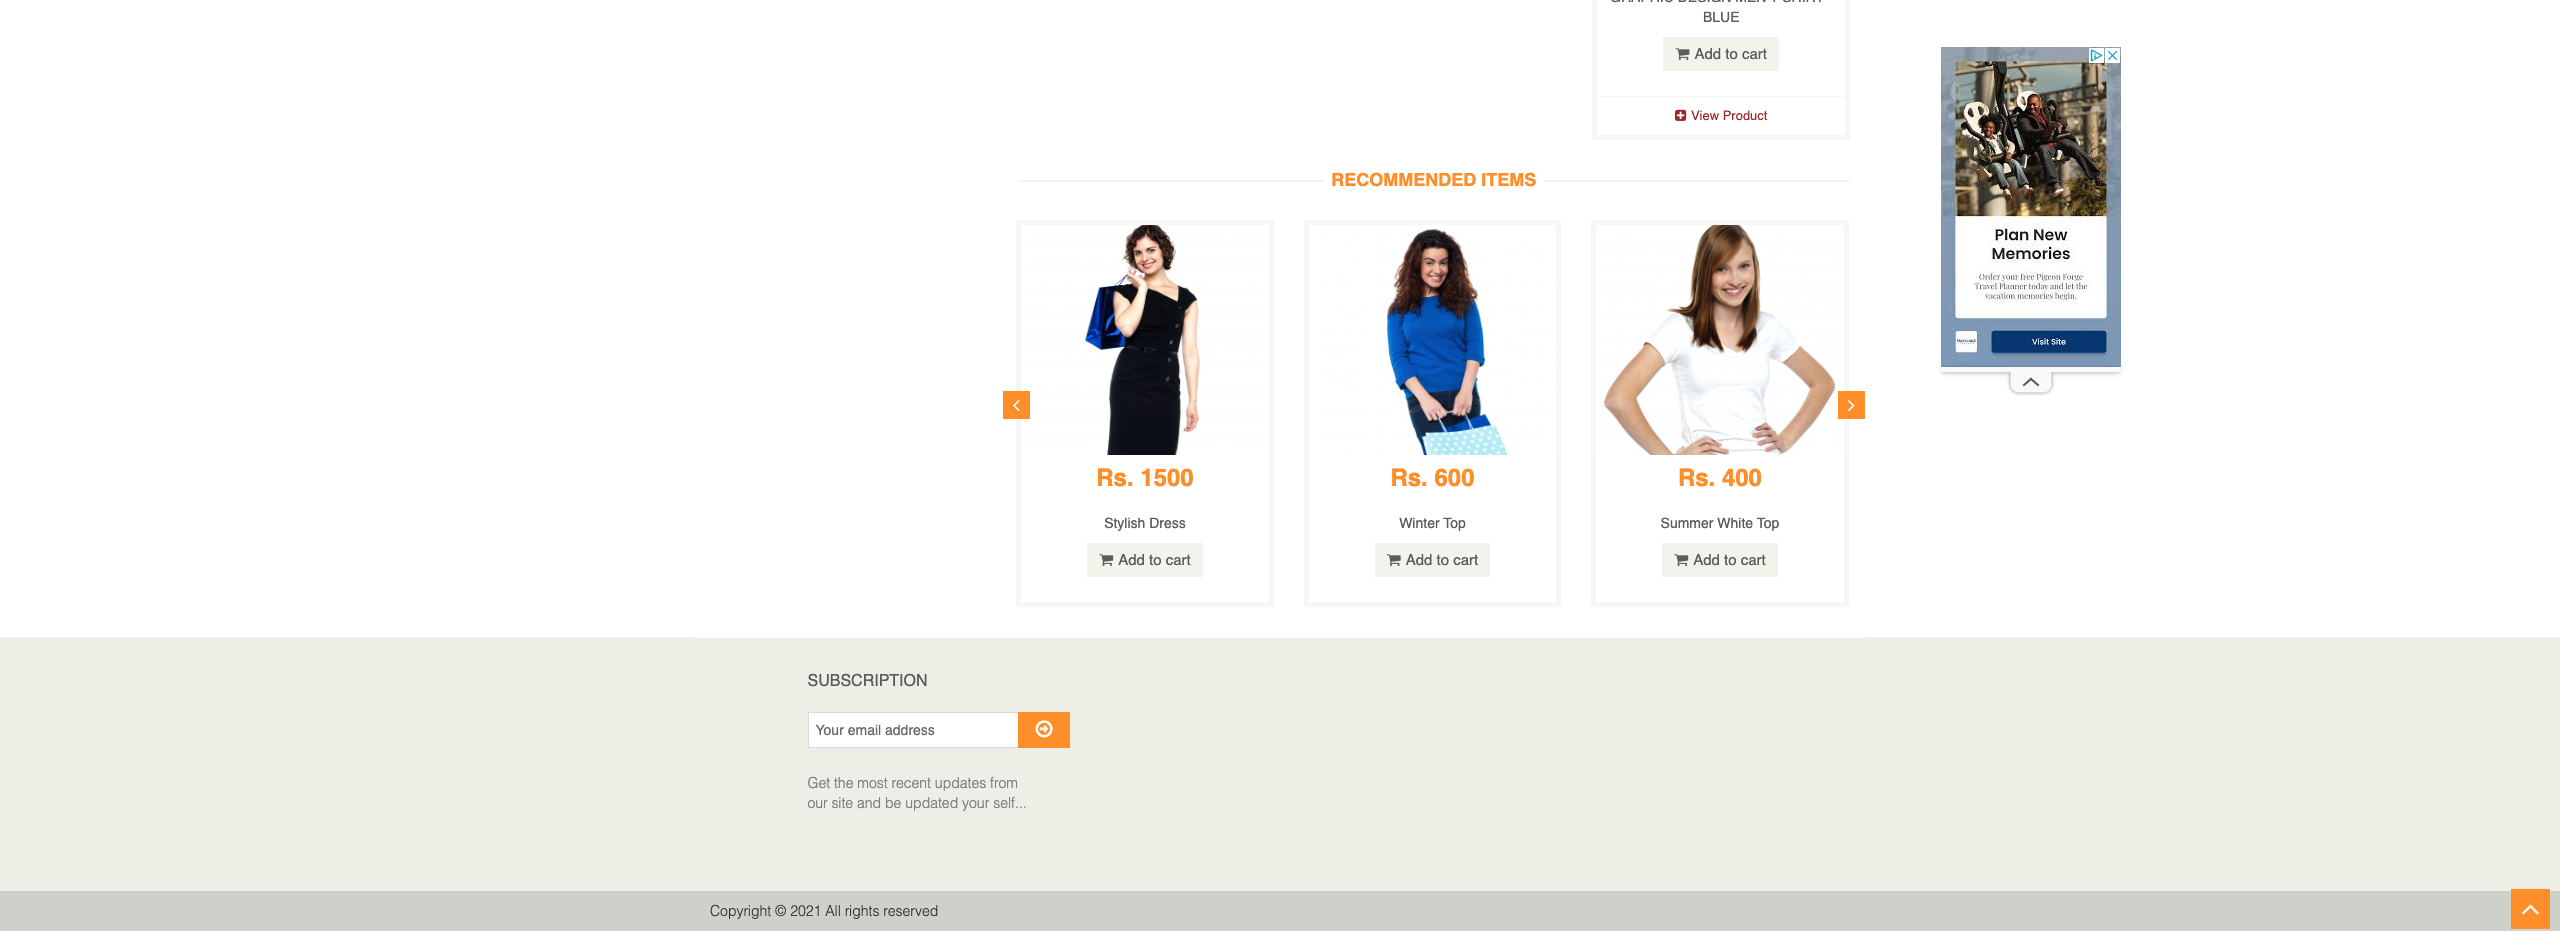 BLUE
Add to cart
View Product
RECOMMENDED ITEMS
Rs. 1500
Stylish Dress
Add to cart
Rs. 600
Winter Top
Add to cart
Rs. 400
Summer White Top
Add to cart
Plan New
Memories
Order your free Pigeon Forge
Travel Planner today and let the
vacation memories begin.
Visit Site
SUBSCRIPTION
Your email address
Get the most recent updates from
our site and be updated your self...
Copyright © 2021 All rights reserved